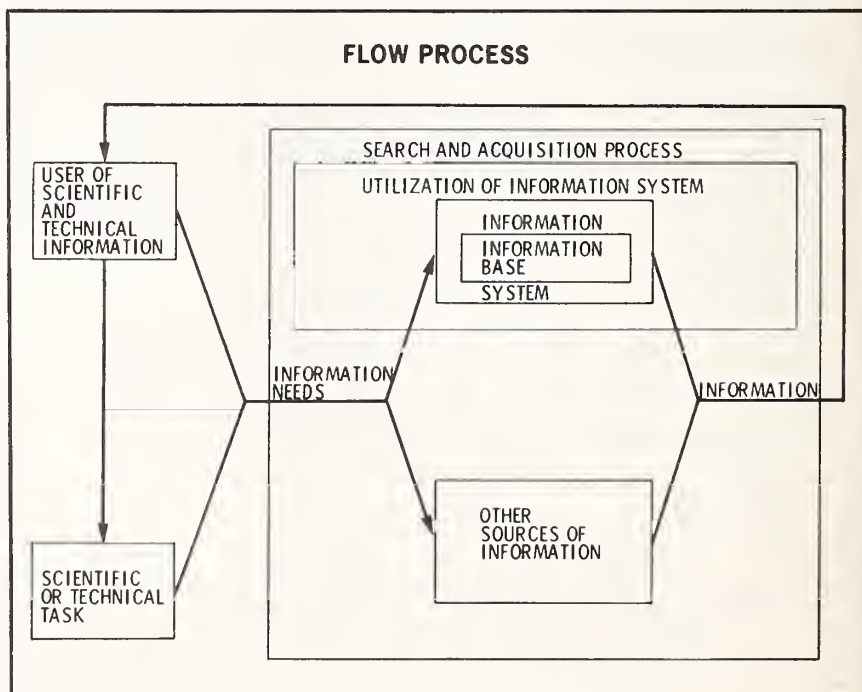 FLOW PROCESS
SEARCH AND ACQUISITION PROCESS
USER OF
SCIENTIFIC
AND
TECHNICAL
INFORMATION
UTILIZATION OF INFORMATION SYSTEM
INFORMATION
INFORMATION
BASE
SYSTEM
INFORMATION
NEEDS
INFORMATION
OTHER
SOURCES OF
INFORMATION
SCIENTIFIC
OR TECHNICAL
TASK